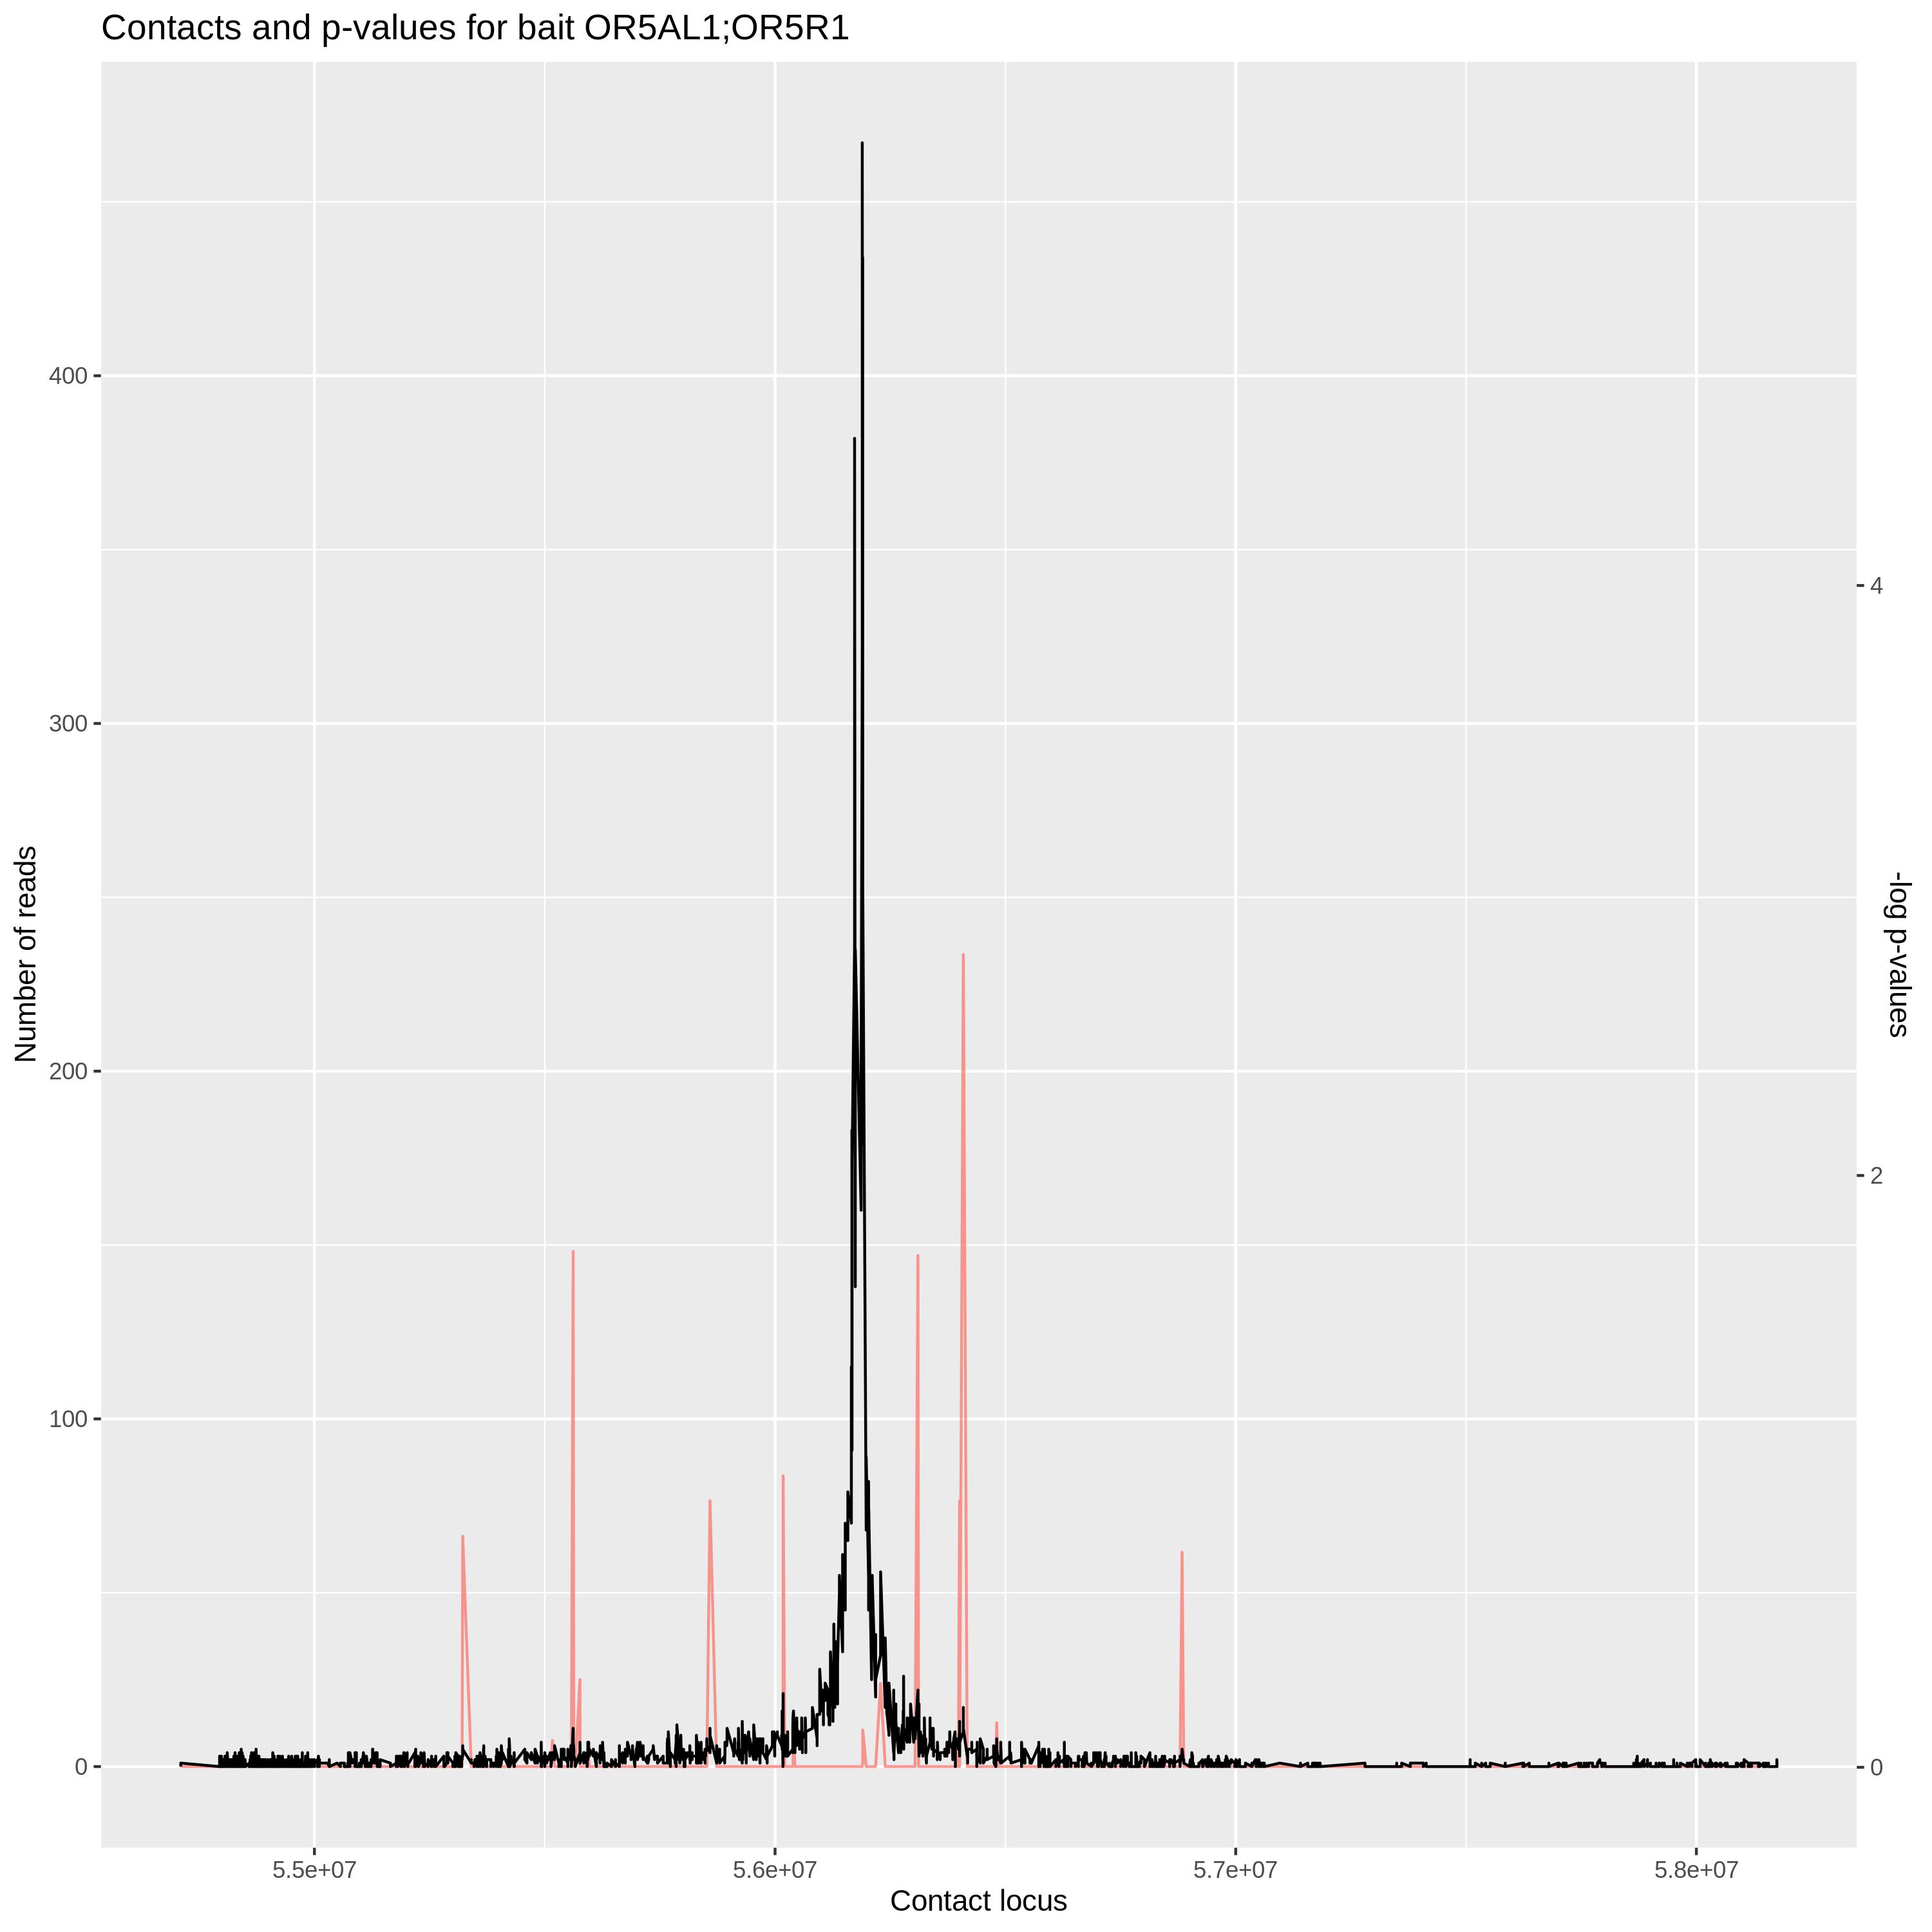 Contacts and p-values for bait OR5AL1;OR5R1
Number of reads
400
300
200
100
0
4
2
0
-log p-values
5.5e+07
5.6e+07
5.7e+07
5.8e+07
Contact locus